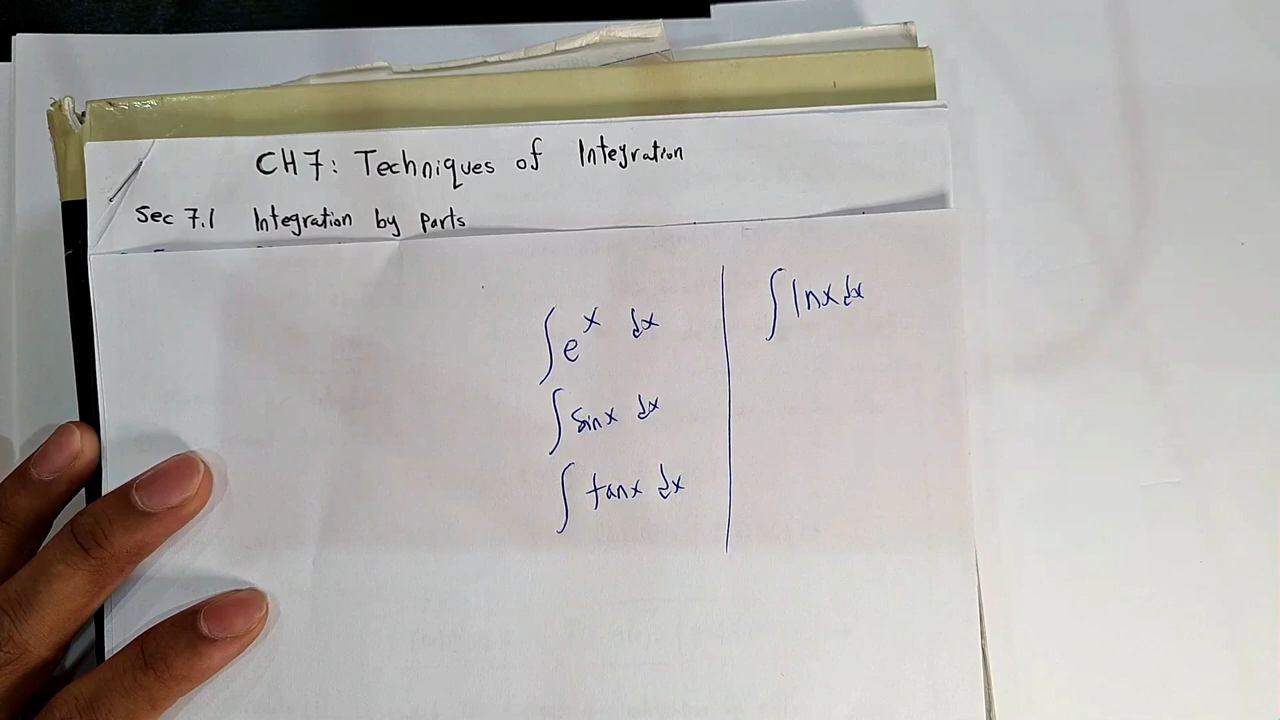 CH7: Techniques of Integration
Sec 7.1 Integration by parts
∫ e^x dx
∫ sinx dx
∫ tanx dx
∫ lnx dx